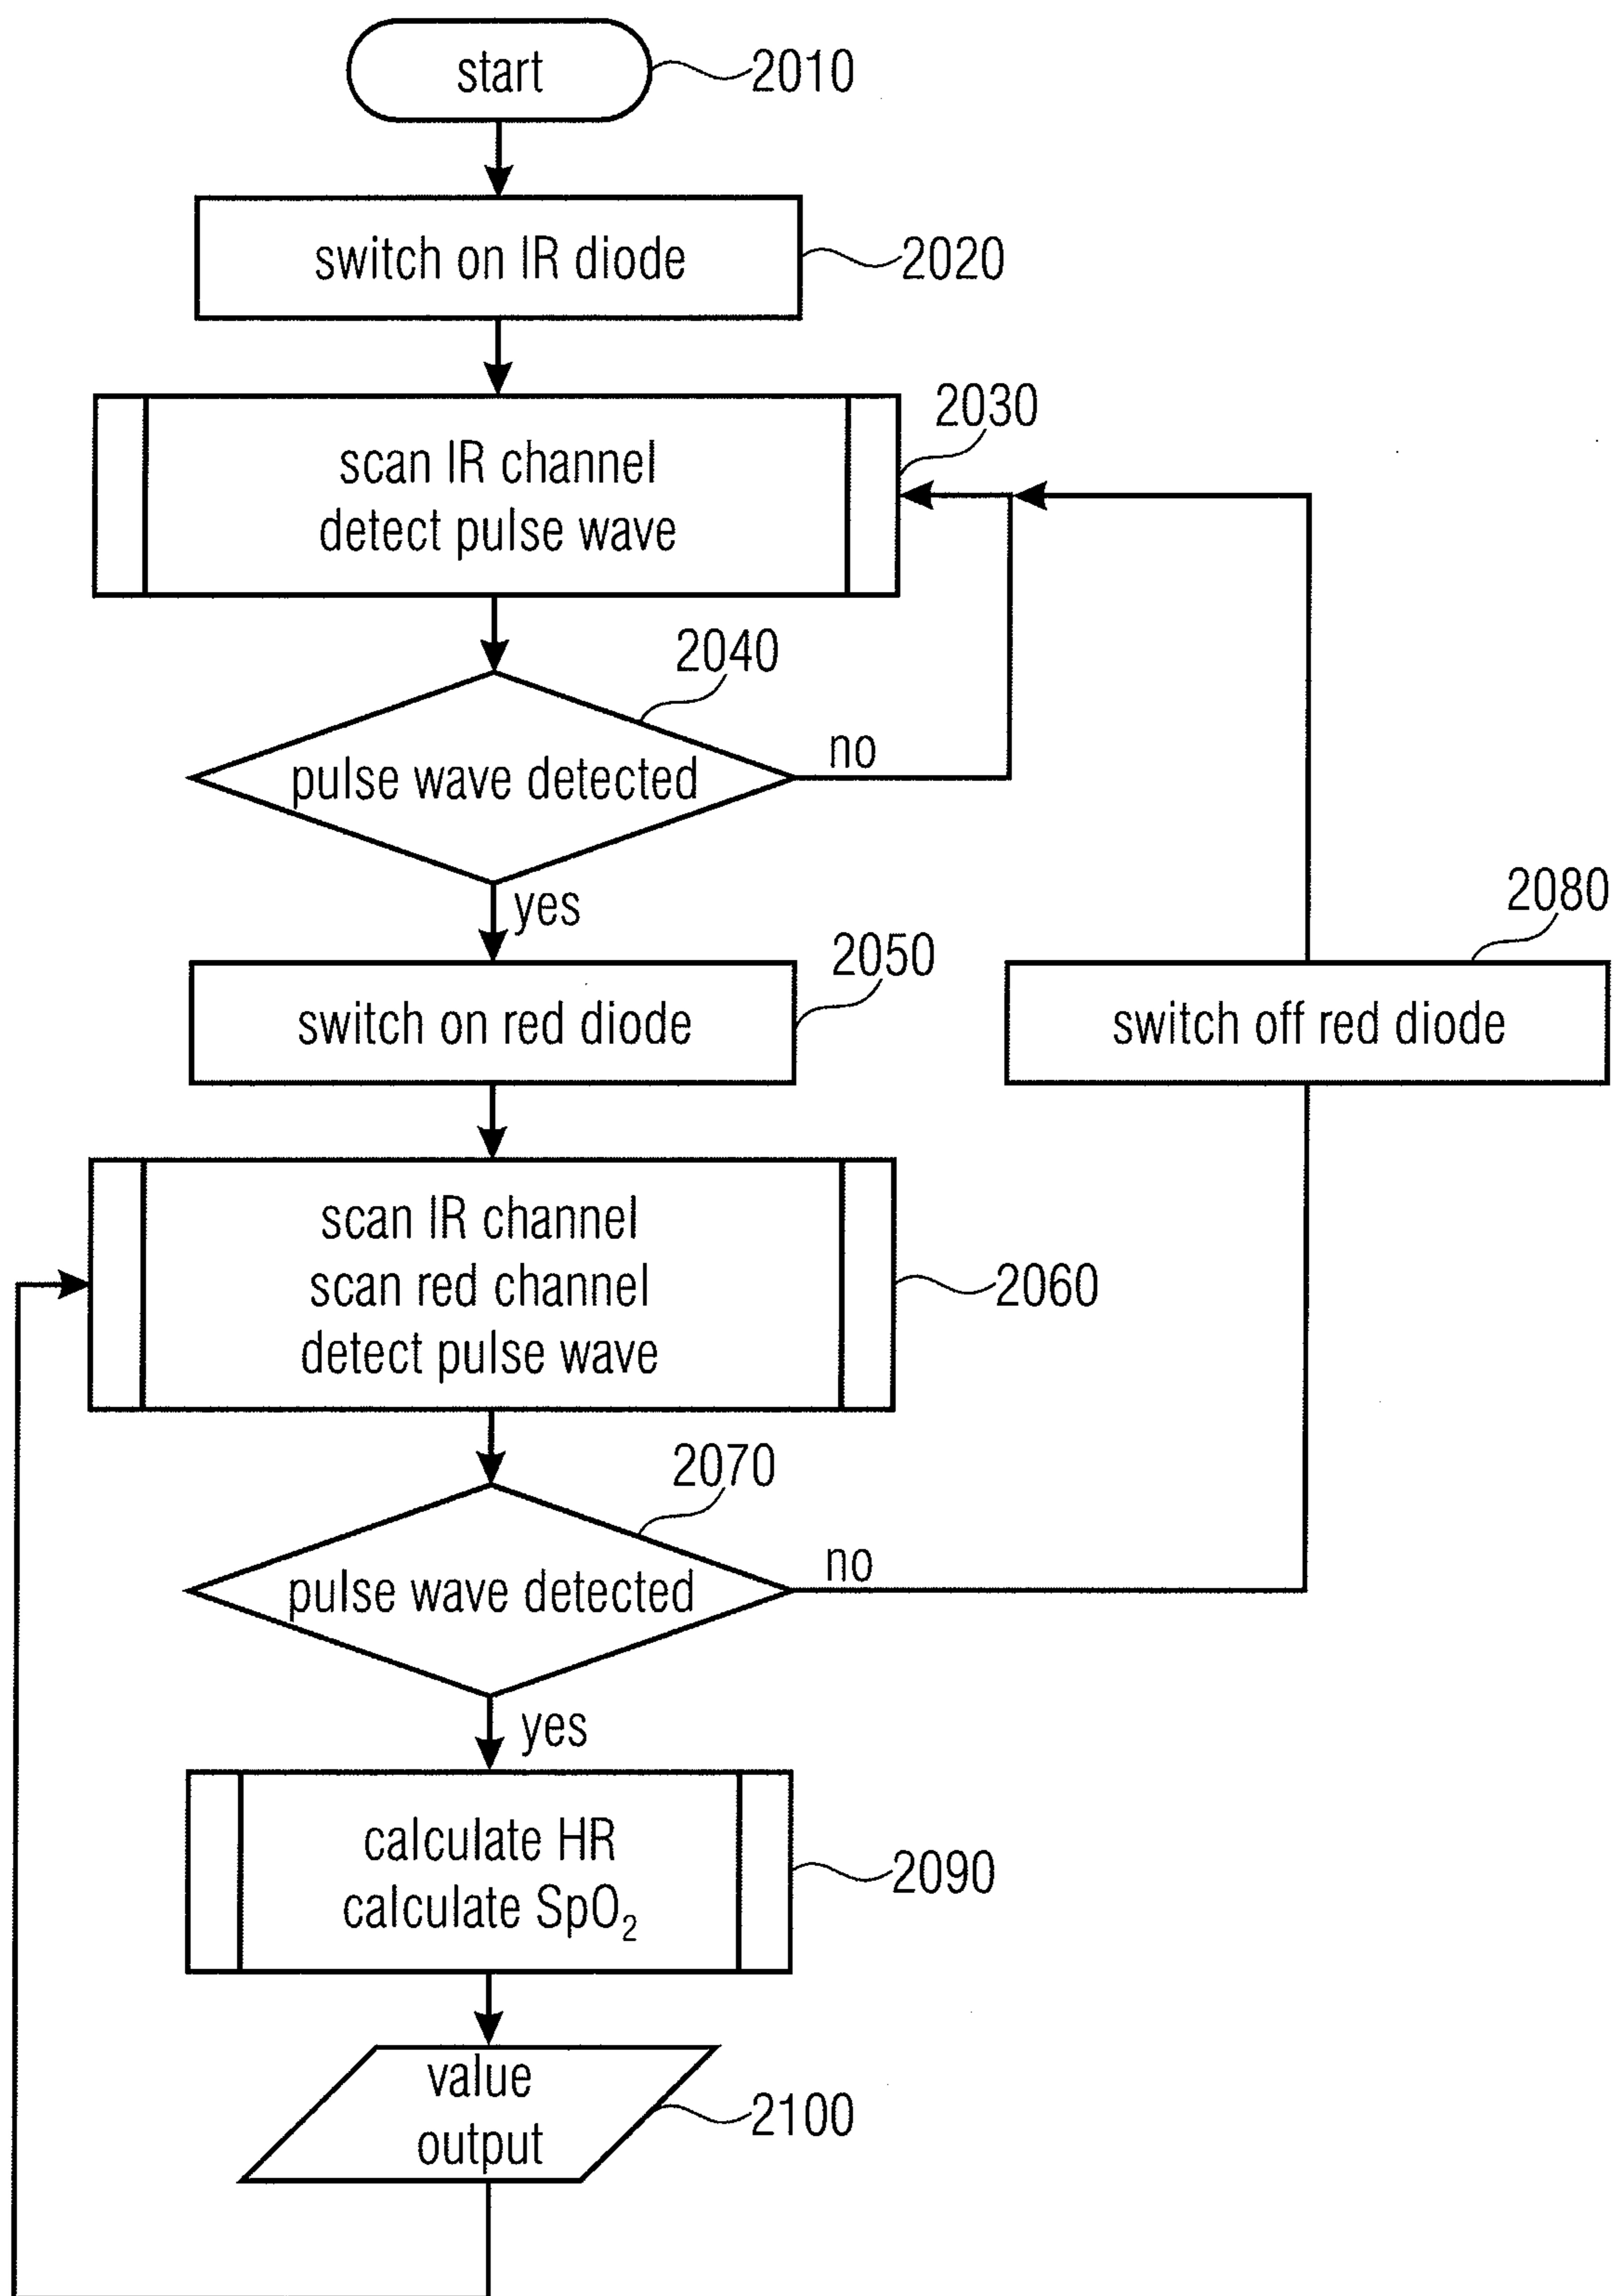 start
2010
switch on IR diode
2020
2030
scan IR channel
detect pulse wave
2040
pulse wave detected
no
yes
2050
2080
switch on red diode
switch off red diode
scan IR channel
scan red channel
detect pulse wave
2060
2070
pulse wave detected
no
yes
calculate HR
calculate SpO₂
2090
value
output
2100